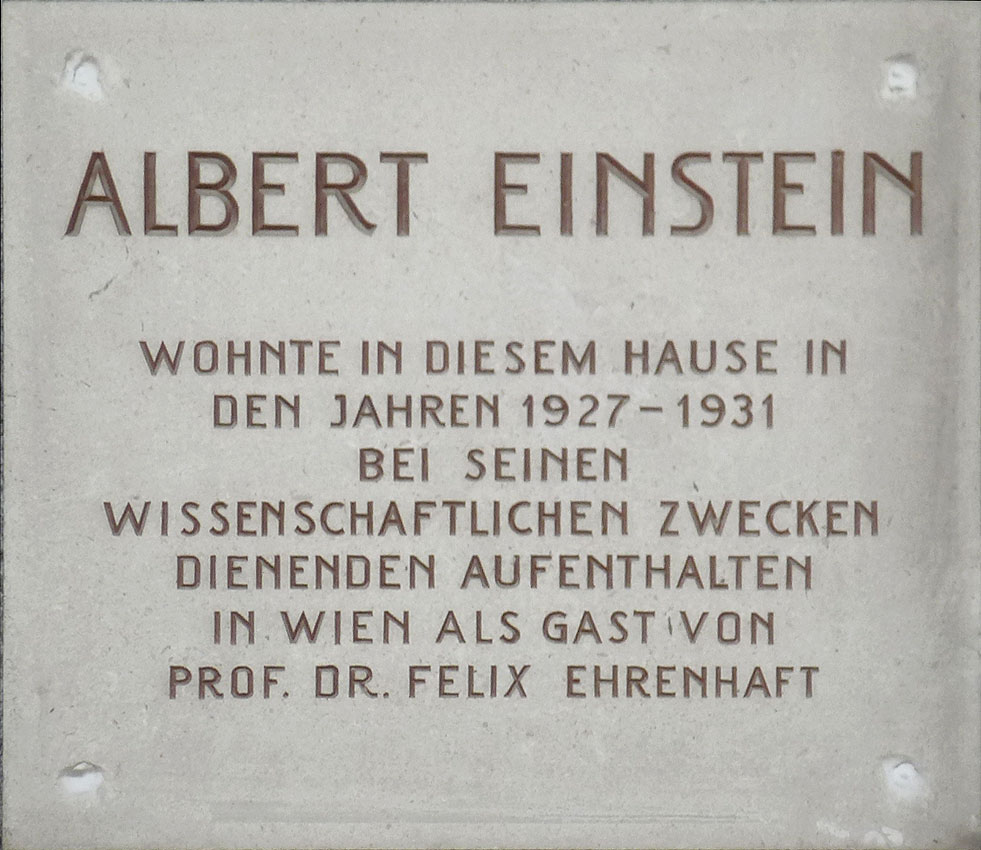 ALBERT EINSTEIN
WOHNTE IN DIESEM HAUSE IN
DEN JAHREN 1927-1931
BEI SEINEN
WISSENSCHAFTLICHEN ZWECKEN
DIENENDEN AUFENTHALTEN
IN WIEN ALS GAST VON
PROF. DR. FELIX EHRENHAFT